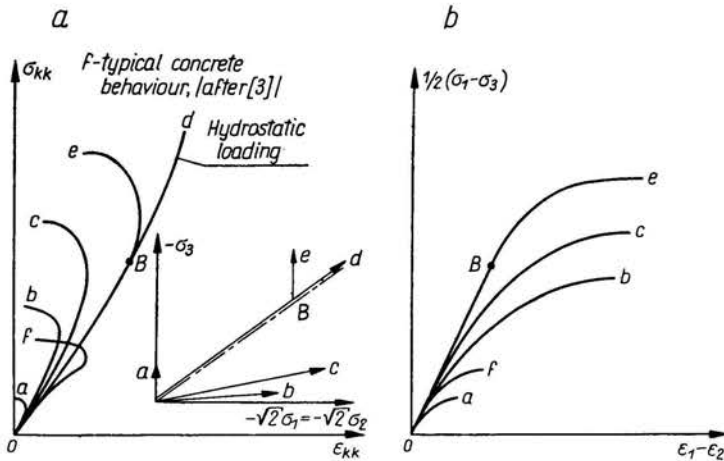 a
b
σkk
f-typical concrete
behaviour, |after[3]|
d
Hydrostatic
loading
e
c
B
b
f
a
0
εkk
-σ3
e
d
B
a
c
b
-√2σ1=-√2σ2
1/2(σ1-σ3)
e
c
B
b
f
a
0
ε1-ε2